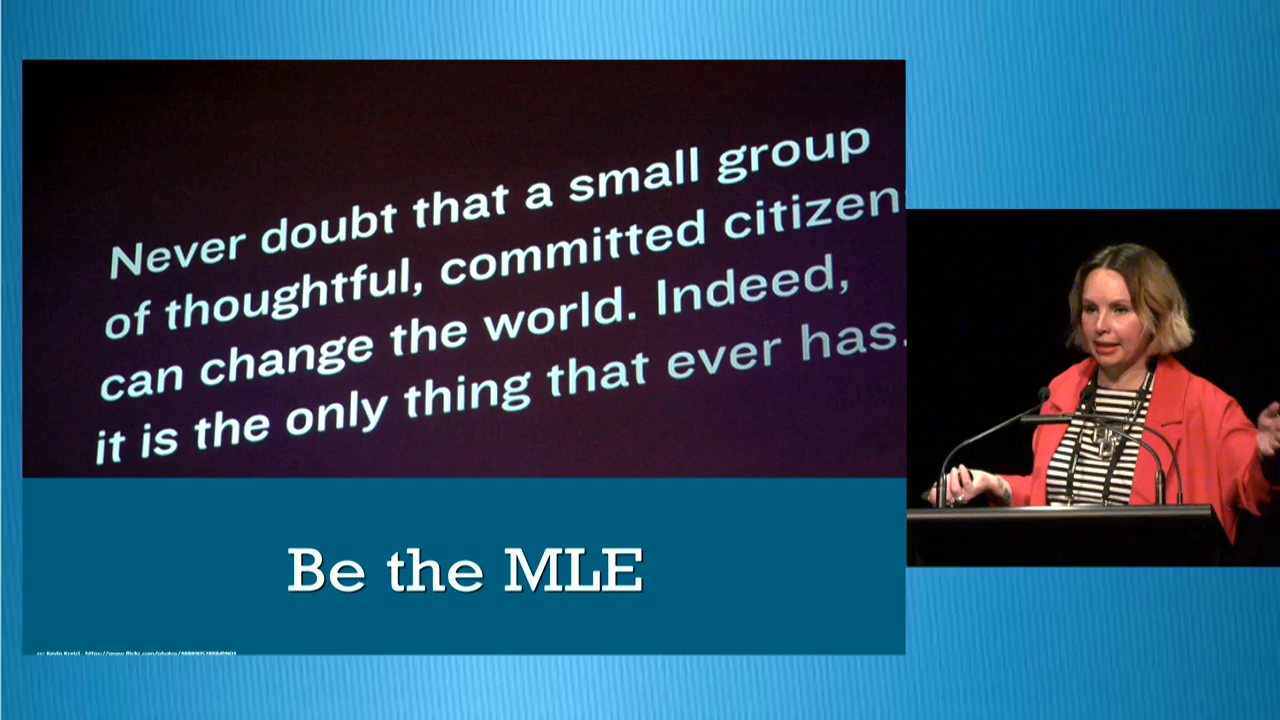 Never doubt that a small group
of thoughtful, committed citizen
can change the world. Indeed,
it is the only thing that ever has.
Be the MLE